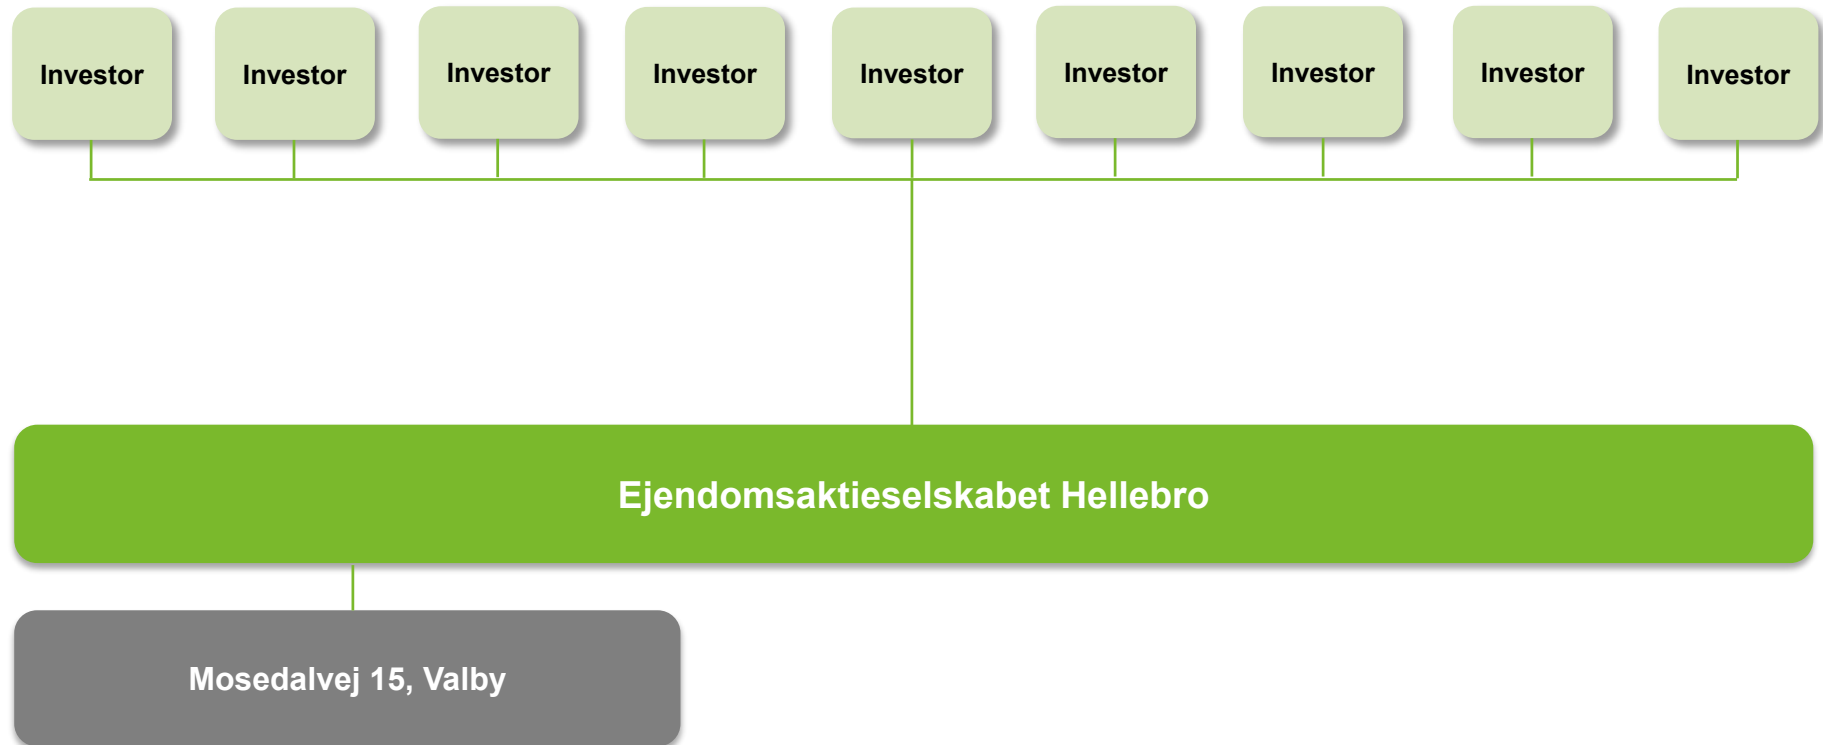 Investor
Investor
Investor
Investor
Investor
Investor
Investor
Investor
Investor
Ejendomsaktieselskabet Hellebro
Mosedalvej 15, Valby